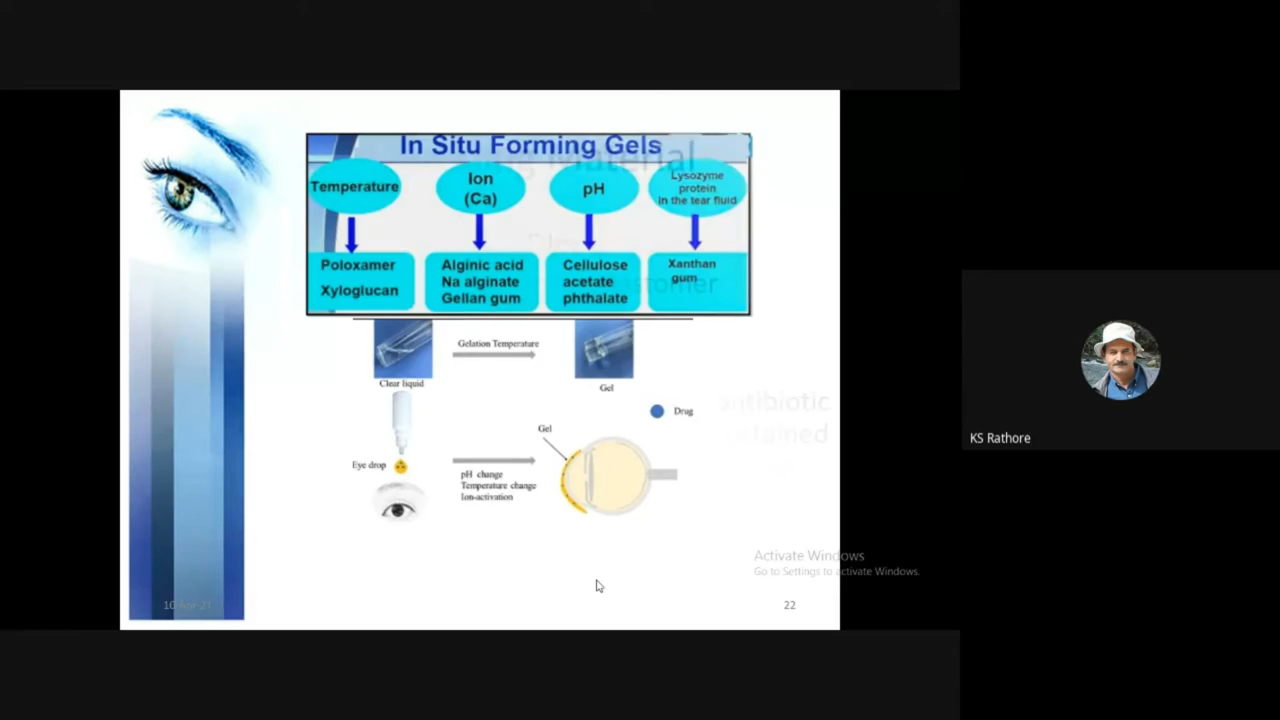 In Situ Forming Gels
Material
Temperature
Ion
(Ca)
pH
Lysozyme
protein
in the tear fluid
Poloxamer
Xyloglucan
Alginic acid
Na alginate
Gellan gum
Cellulose
acetate
phthalate
Xanthan
gum
Gelation Temperature
Clear liquid
Gel
Drug
Gel
Eye drop
pH change
Temperature change
Ion-activation
Activate Windows
Go to Settings to activate Windows.
22
KS Rathore